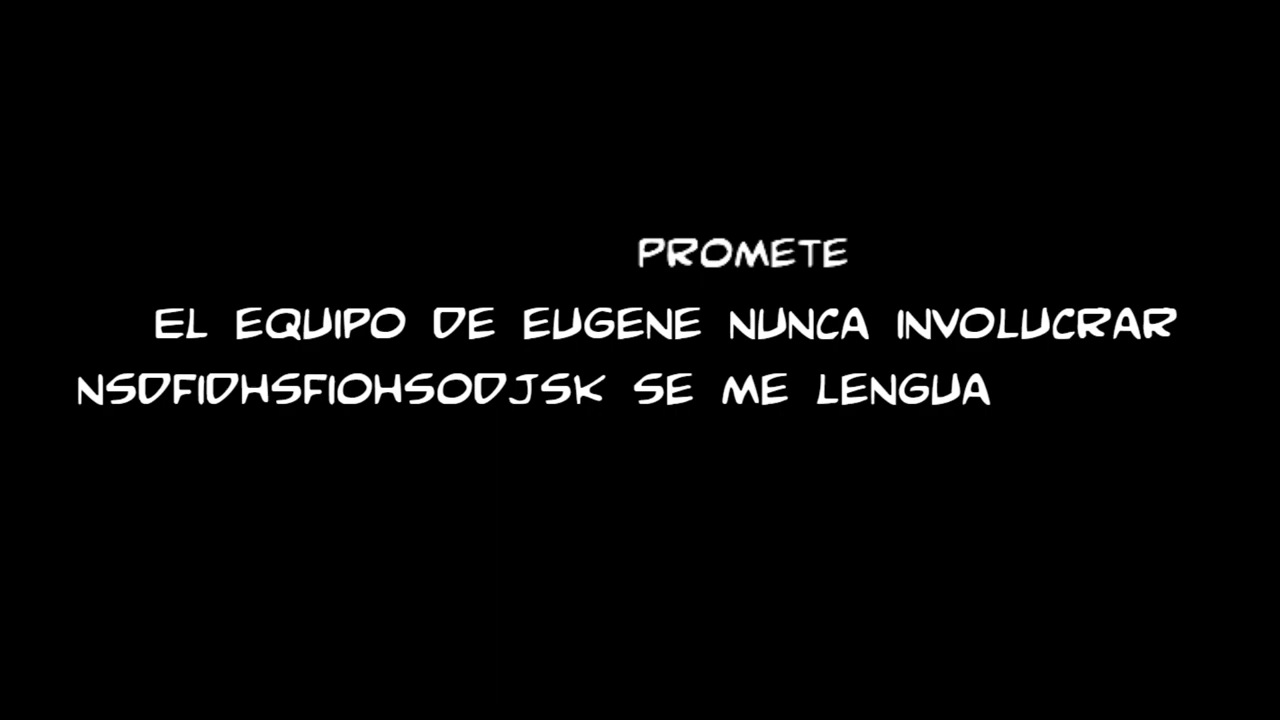 PROMETE
EL EQUIPO DE EUGENE NUNCA INVOLUCRAR
NSDFIDHSFIOHSODJSK SE ME LENGUA